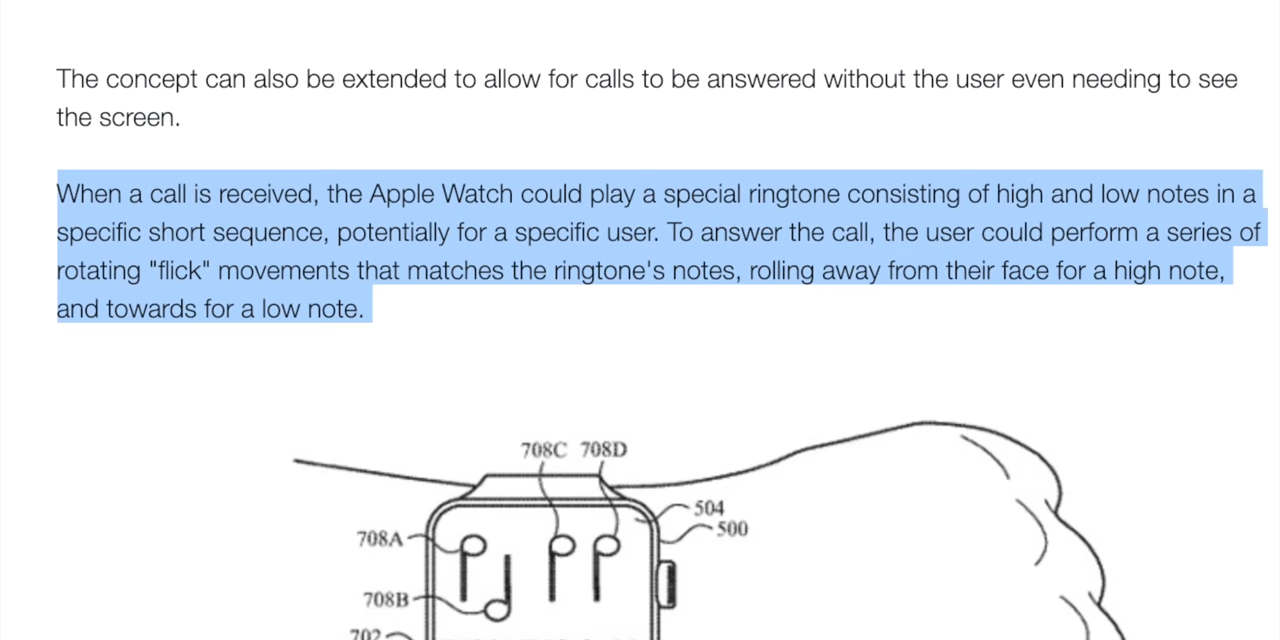 The concept can also be extended to allow for calls to be answered without the user even needing to see
the screen.
When a call is received, the Apple Watch could play a special ringtone consisting of high and low notes in a
specific short sequence, potentially for a specific user. To answer the call, the user could perform a series of
rotating "flick" movements that matches the ringtone's notes, rolling away from their face for a high note,
and towards for a low note.
708C 708D
504
500
708A
708B
702